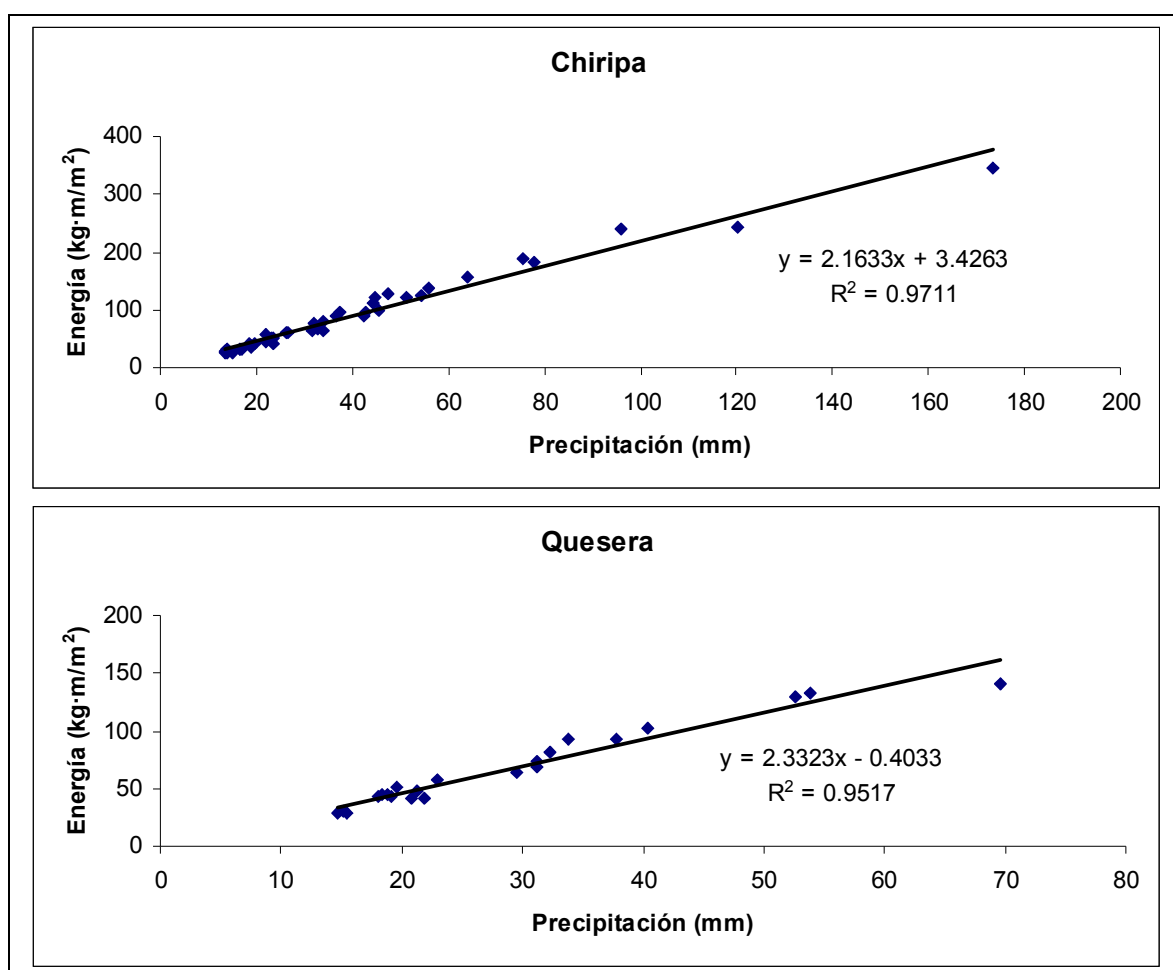 Chiripa
400
300
200
100
0
Energía (kg·m/m²)
y = 2.1633x + 3.4263
R² = 0.9711
0 20 40 60 80 100 120 140 160 180 200
Precipitación (mm)
Quesera
200
150
100
50
0
Energía (kg·m/m²)
y = 2.3323x - 0.4033
R² = 0.9517
0 10 20 30 40 50 60 70 80
Precipitación (mm)